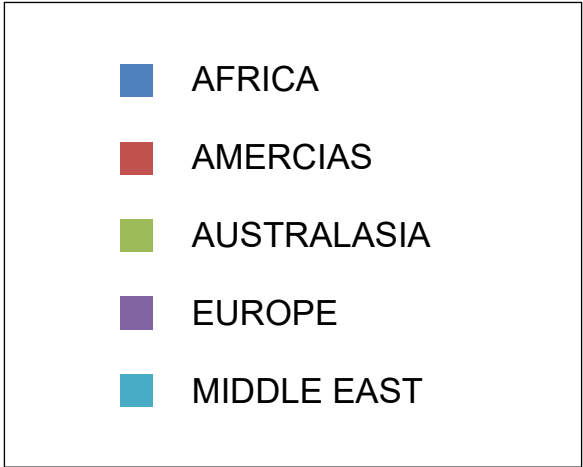 AFRICA
AMERCIAS
AUSTRALASIA
EUROPE
MIDDLE EAST